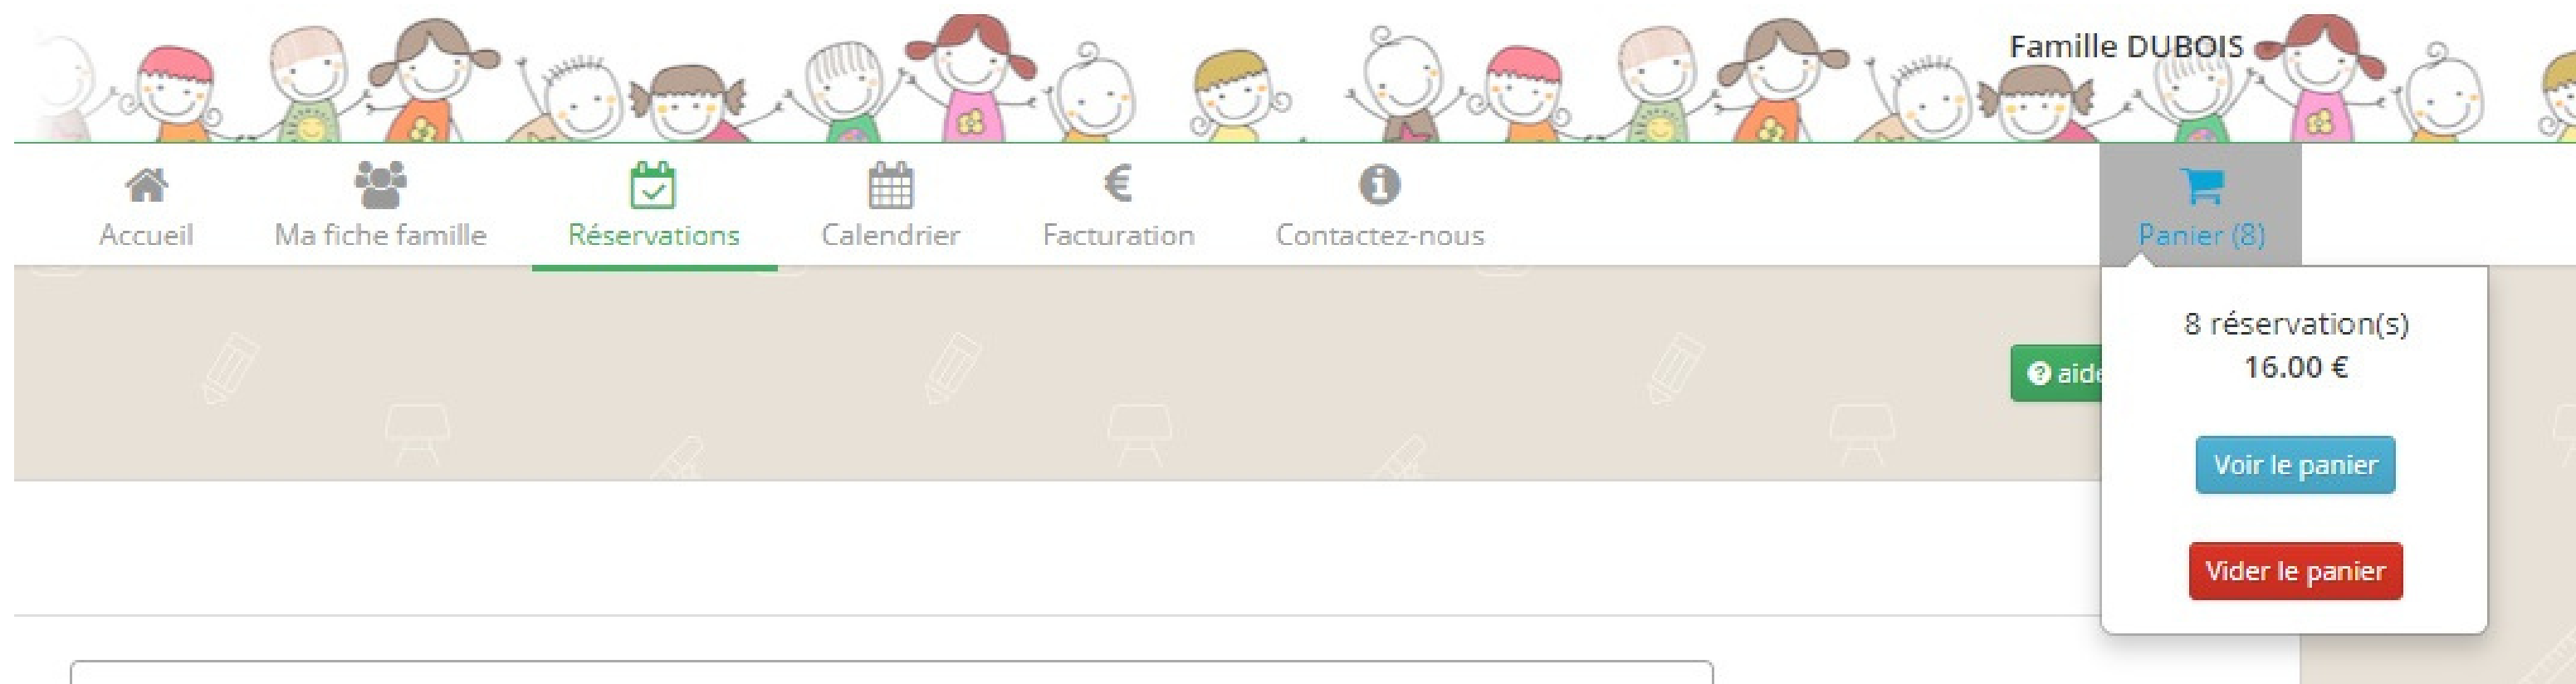 Famille DUBOIS
Accueil
Ma fiche famille
Réservations
Calendrier
Facturation
Contactez-nous
Panier (8)
8 réservation(s)
16.00 €
aide
Voir le panier
Vider le panier